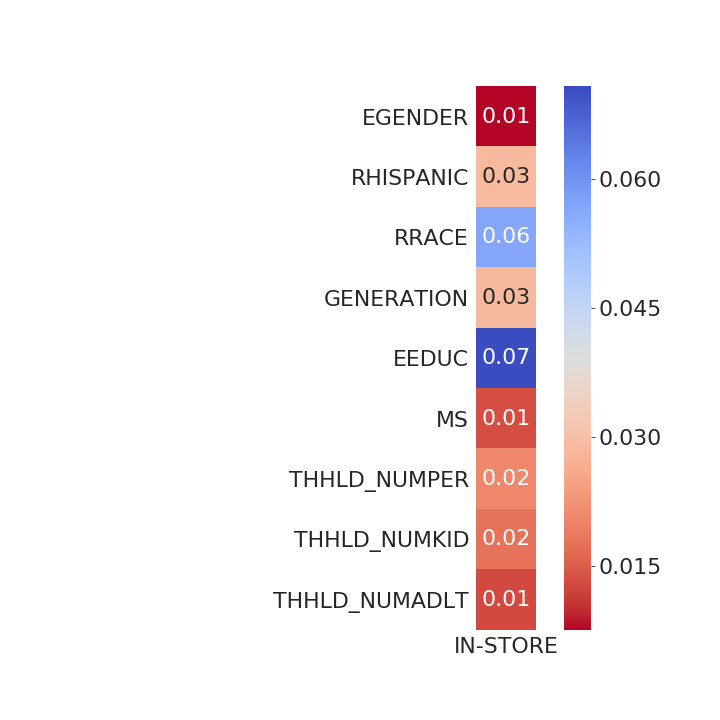 EGENDER 0.01
RHISPANIC 0.03
RRACE 0.06
GENERATION 0.03
EEDUC 0.07
MS 0.01
THHLD_NUMPER 0.02
THHLD_NUMKID 0.02
THHLD_NUMADLT 0.01
IN-STORE
0.060
0.045
0.030
0.015